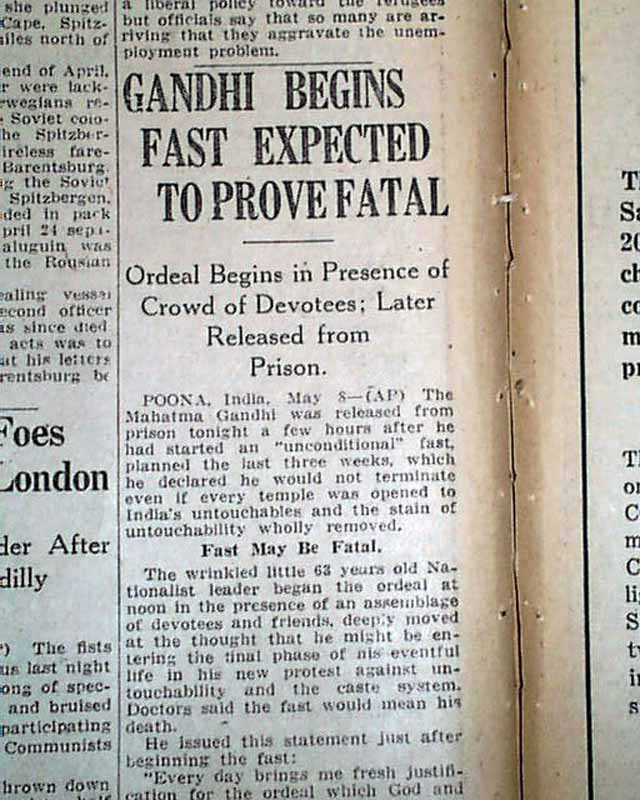 she plunged
Cape, Spitz-
miles north of
end of April,
were lack-
rwegians re-
Soviet colo-
he Spitzber-
ireless fare-
Barentsburg.
g the Soviet
Spitzbergen,
ded in pack
pril 24 sepi-
aluguin was
the Rousian
ealing vessel
econd officer
as since died.
acts was to
at his letters
rentsburg be
Foes
London
der After
dilly
The fists
us last night
ong of spec-
and bruised
participating
Communists
hrown down
a liberal policy toward the refugees
but officials say that so many are ar-
riving that they aggravate the unem-
ployment problem.
GANDHI BEGINS
FAST EXPECTED
TO PROVE FATAL
Ordeal Begins in Presence of
Crowd of Devotees; Later
Released from
Prison.
POONA, India, May 8—(AP) The
Mahatma Gandhi was released from
prison tonight a few hours after he
had started an "unconditional" fast,
planned the last three weeks, which
he declared he would not terminate
even if every temple was opened to
India's untouchables and the stain of
untouchability wholly removed.
Fast May Be Fatal.
The wrinkled little 63 years old Na-
tionalist leader began the ordeal at
noon in the presence of an assemblage
of devotees and friends, deeply moved
at the thought that he might be en-
tering the final phase of his eventful
life in his new protest against un-
touchability and the caste system.
Doctors said the fast would mean his
death.
He issued this statement just after
beginning the fast:
"Every day brings me fresh justifi-
cation for the ordeal which God and
Sa
20
ch
co
m
pr
on
m